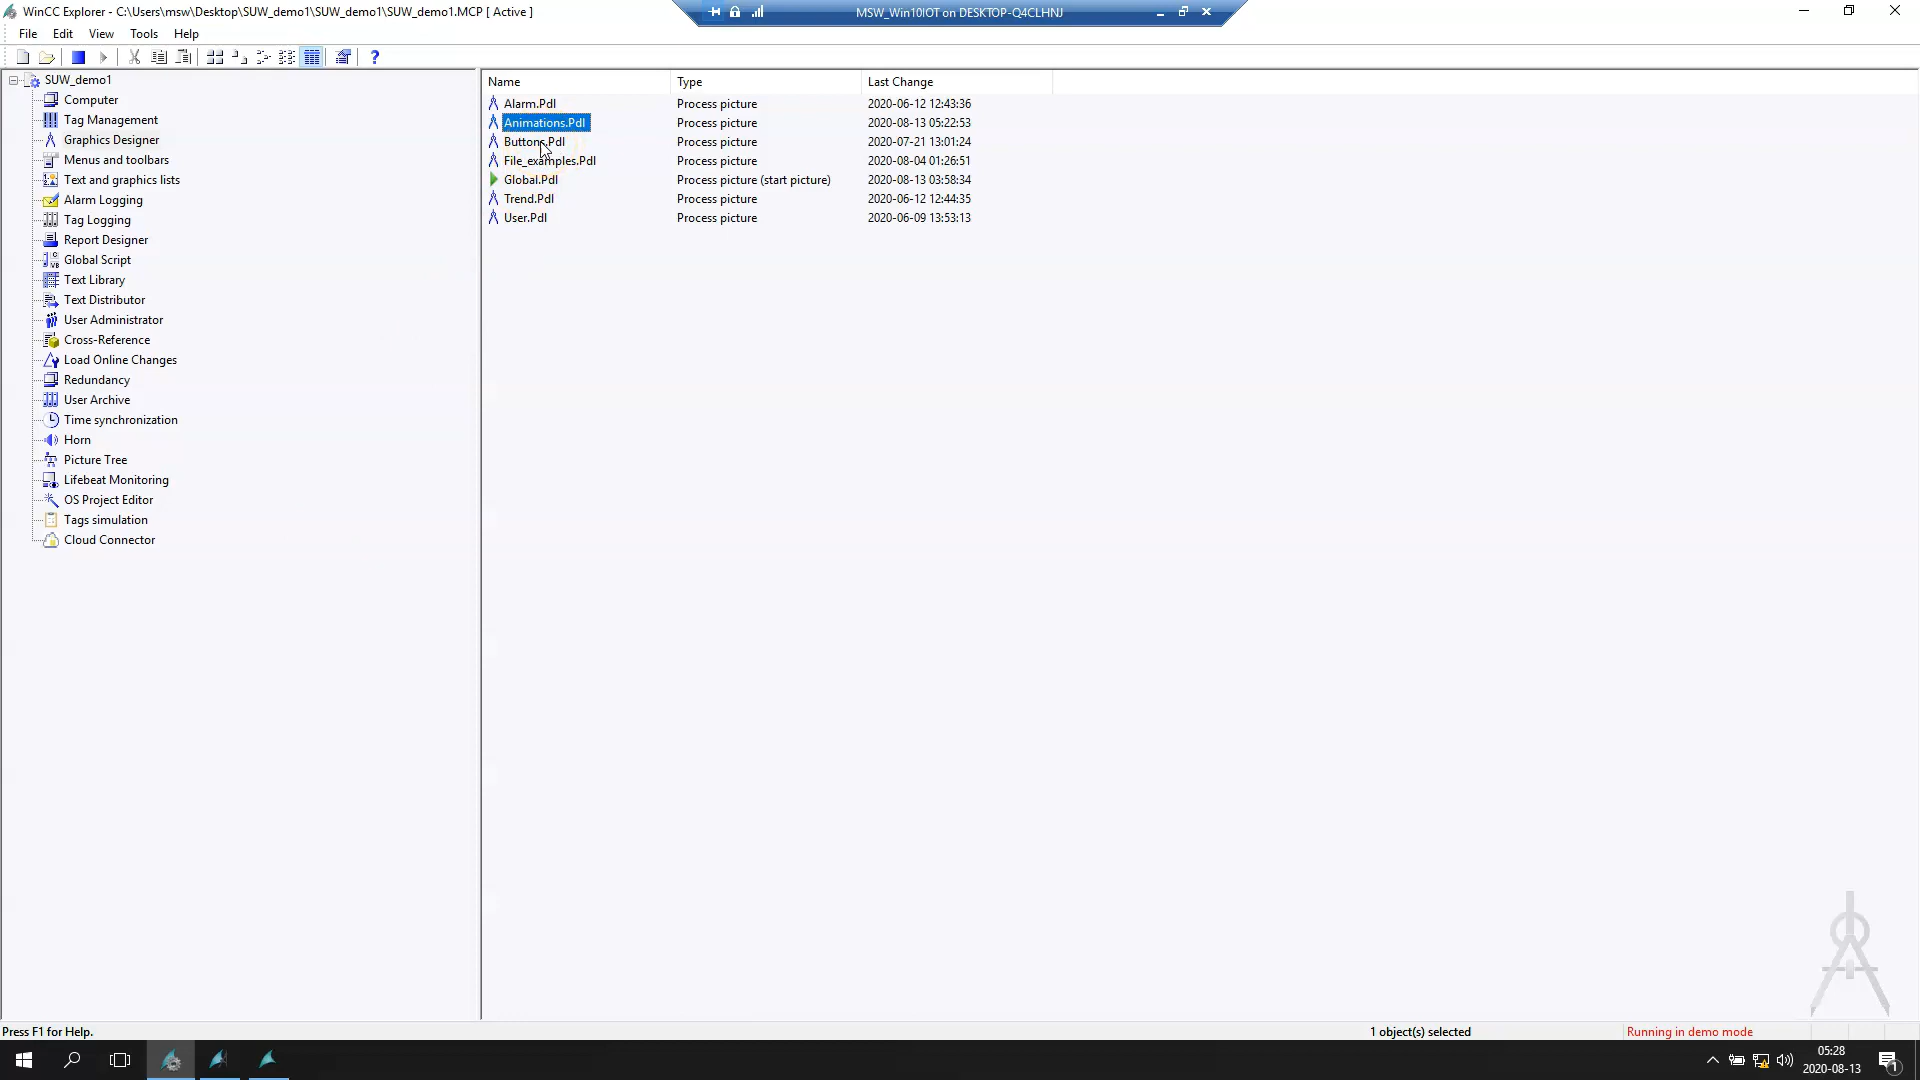 WinCC Explorer - C:\Users\msw\Desktop\SUW_demo1\SUW_demo1\SUW_demo1.MCP [ Active ]
MSW_Win10IOT on DESKTOP-Q4CLHNJ
File Edit View Tools Help
SUW_demo1
Computer
Tag Management
Graphics Designer
Menus and toolbars
Text and graphics lists
Alarm Logging
Tag Logging
Report Designer
Global Script
Text Library
Text Distributor
User Administrator
Cross-Reference
Load Online Changes
Redundancy
User Archive
Time synchronization
Horn
Picture Tree
Lifebeat Monitoring
OS Project Editor
Tags simulation
Cloud Connector
Name Type Last Change
Alarm.Pdl Process picture 2020-06-12 12:43:36
Animations.Pdl Process picture 2020-08-13 05:22:53
Buttons.Pdl Process picture 2020-07-21 13:01:24
File_examples.Pdl Process picture 2020-08-04 01:26:51
Global.Pdl Process picture (start picture) 2020-08-13 03:58:34
Trend.Pdl Process picture 2020-06-12 12:44:35
User.Pdl Process picture 2020-06-09 13:53:13
Press F1 for Help.
1 object(s) selected
Running in demo mode
05:28
2020-08-13
1